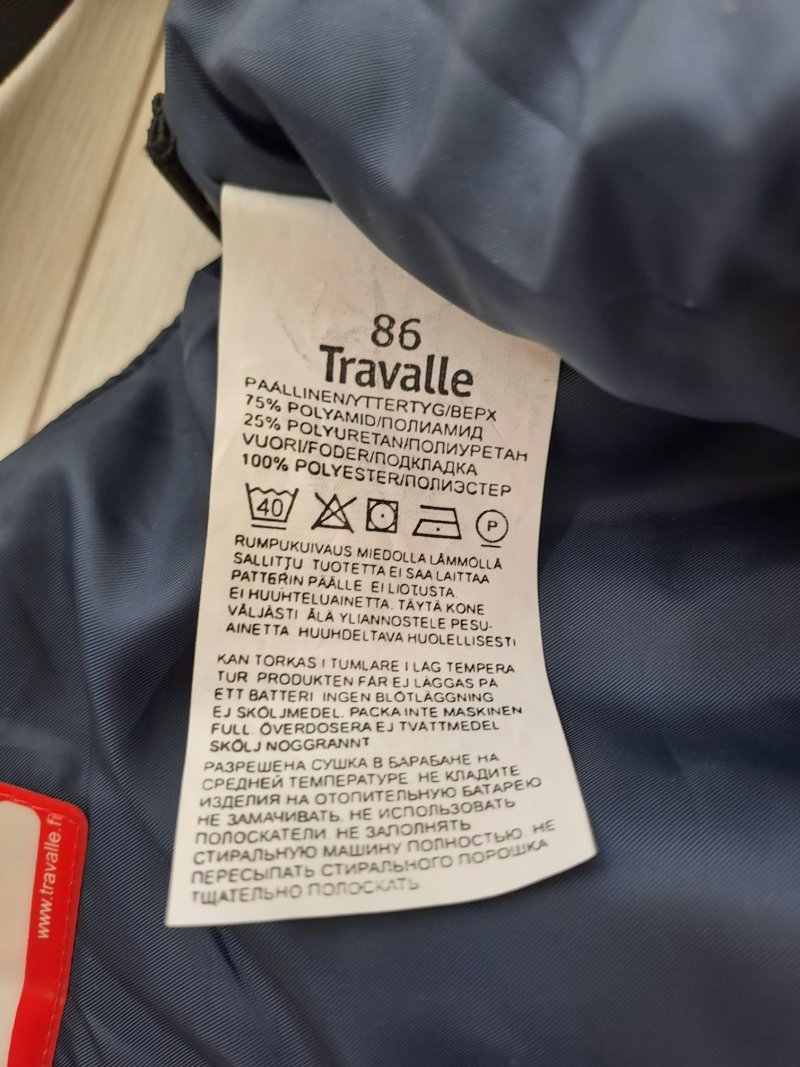 86
Travalle
PÄÄLLINEN/YTTERTYG/ВЕРХ
75% POLYAMID/ПОЛИАМИД
25% POLYURETAN/ПОЛИУРЕТАН
VUORI/FODER/ПОДКЛАДКА
100% POLYESTER/ПОЛИЭСТЕР
40
P
RUMPUKUIVAUS MIEDOLLA LÄMMÖLLÄ
SALLITTU TUOTETTA EI SAA LAITTAA
PATTERIN PÄÄLLE EI LIOTUSTA.
EI HUUHTELUAINETTA. TÄYTÄ KONE
VÄLJÄSTI ÄLÄ YLIANNOSTELE PESU-
AINETTA HUUHDELTAVA HUOLELLISESTI
KAN TORKAS I TUMLARE I LAG TEMPERA
TUR PRODUKTEN FÅR EJ LÄGGAS PÅ
ETT BATTERI INGEN BLÖTLÄGGNING
EJ SKÖLJMEDEL. PACKA INTE MASKINEN
FULL. ÖVERDOSERA EJ TVÄTTMEDEL
SKÖLJ NOGGRANNT
РАЗРЕШЕНА СУШКА В БАРАБАНЕ НА
СРЕДНЕЙ ТЕМПЕРАТУРЕ. НЕ КЛАДИТЕ
ИЗДЕЛИЯ НА ОТОПИТЕЛЬНУЮ БАТАРЕЮ
НЕ ЗАМАЧИВАТЬ. НЕ ИСПОЛЬЗОВАТЬ
ПОЛОСКАТЕЛИ. НЕ ЗАПОЛНЯТЬ
СТИРАЛЬНУЮ МАШИНУ ПОЛНОСТЬЮ. НЕ
ПЕРЕСЫПАТЬ СТИРАЛЬНОГО ПОРОШКА
ТЩАТЕЛЬНО ПОЛОСКАТЬ
www.travalle.fi